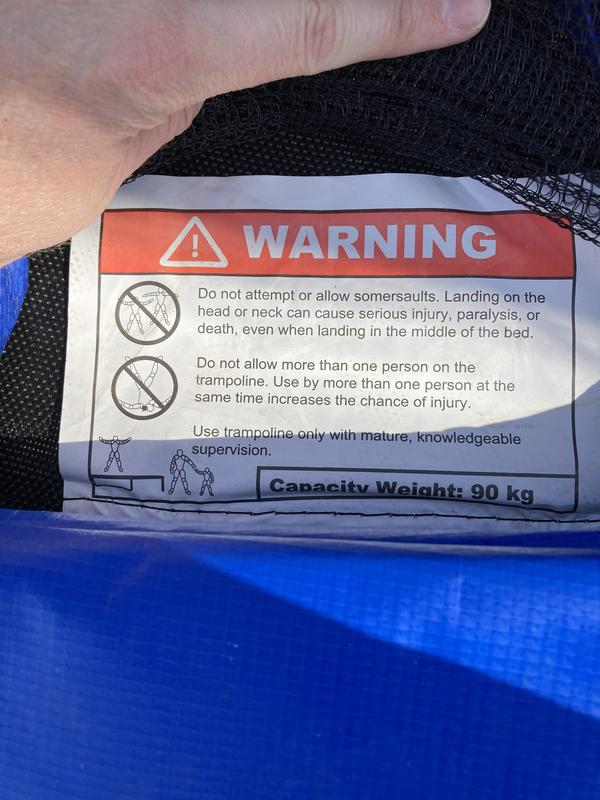 WARNING
Do not attempt or allow somersaults. Landing on the
head or neck can cause serious injury, paralysis, or
death, even when landing in the middle of the bed.
Do not allow more than one person on the
trampoline. Use by more than one person at the
same time increases the chance of injury.
Use trampoline only with mature, knowledgeable
supervision.
Capacity Weight: 90 kg